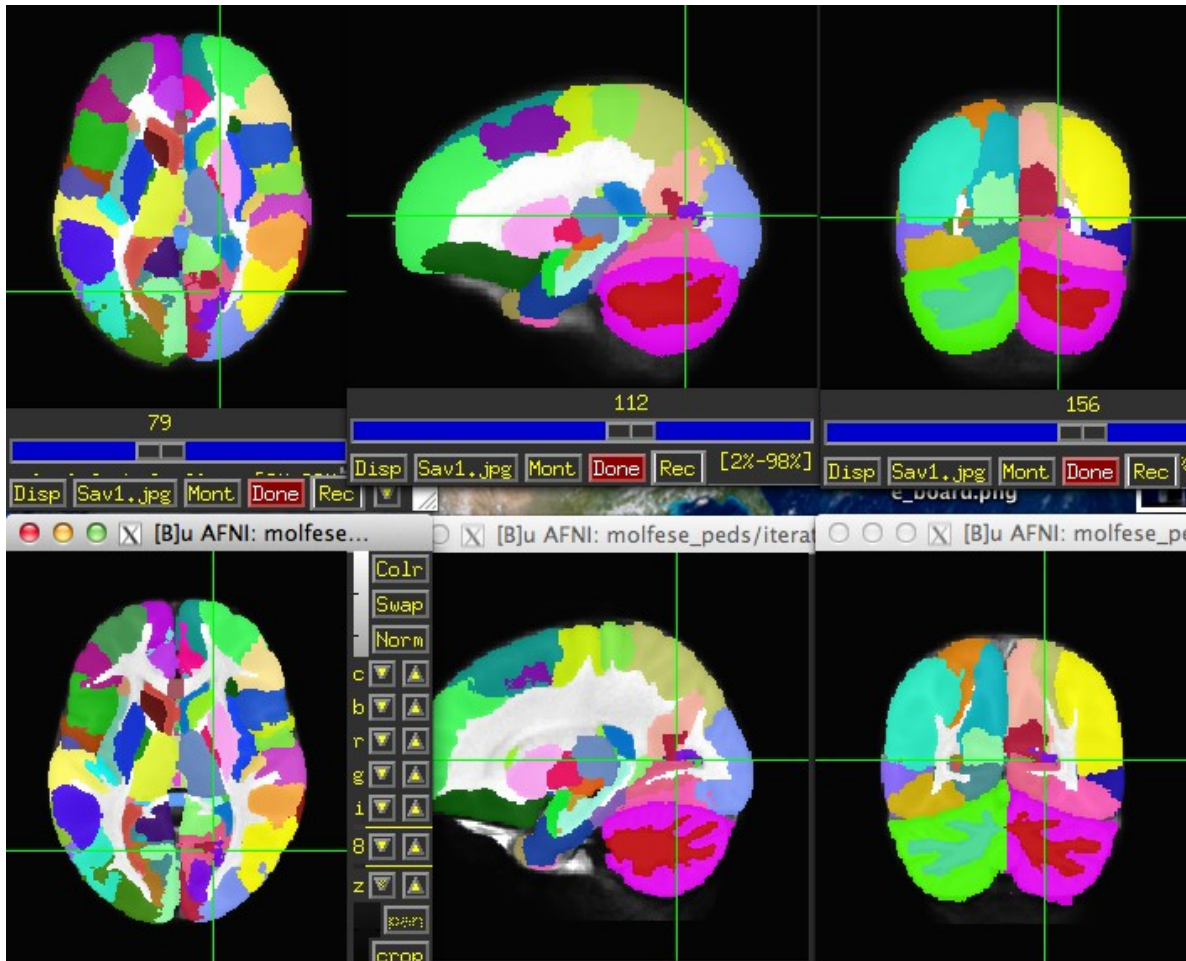 79
112
156
Disp Sav1.jpg Mont Done Rec
Disp Sav1.jpg Mont Done Rec [2%-98%]
Disp Sav1.jpg Mont Done Rec
e_board.png
[B]u AFNI: molfese...
[B]u AFNI: molfese_peds/iterat
[B]u AFNI: molfese_pe
Colr
Swap
Norm
c
b
r
g
i
8
z
pan
crop